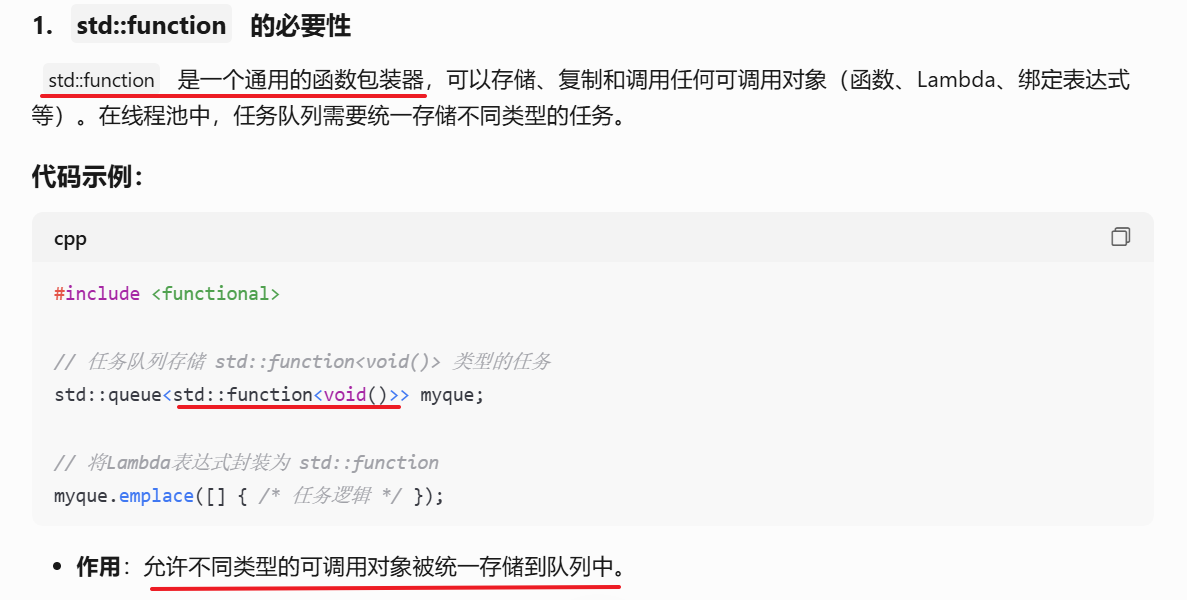 1. std::function 的必要性
std::function 是一个通用的函数包装器，可以存储、复制和调用任何可调用对象（函数、Lambda、绑定表达式
等）。在线程池中，任务队列需要统一存储不同类型的任务。
代码示例：
cpp
#include <functional>
// 任务队列存储 std::function<void()> 类型的任务
std::queue<std::function<void()>> myque;
// 将Lambda表达式封装为 std::function
myque.emplace([] { /* 任务逻辑 */ });
• 作用：允许不同类型的可调用对象被统一存储到队列中。